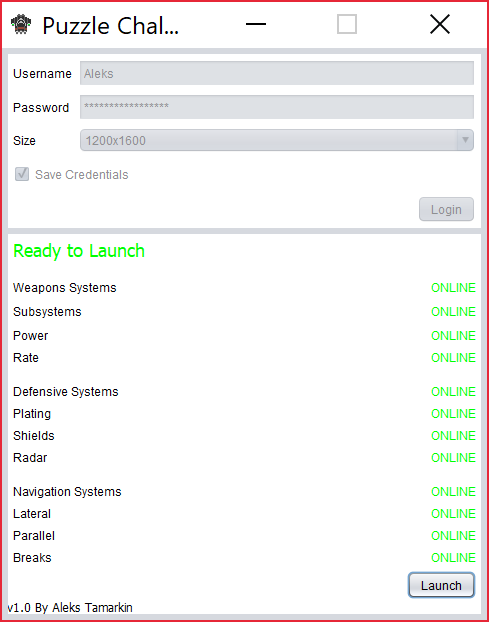 Puzzle Chal...
Username Aleks
Password *****************
Size 1200x1600
Save Credentials
Login
Ready to Launch
Weapons Systems ONLINE
Subsystems ONLINE
Power ONLINE
Rate ONLINE
Defensive Systems ONLINE
Plating ONLINE
Shields ONLINE
Radar ONLINE
Navigation Systems ONLINE
Lateral ONLINE
Parallel ONLINE
Breaks ONLINE
Launch
v1.0 By Aleks Tamarkin